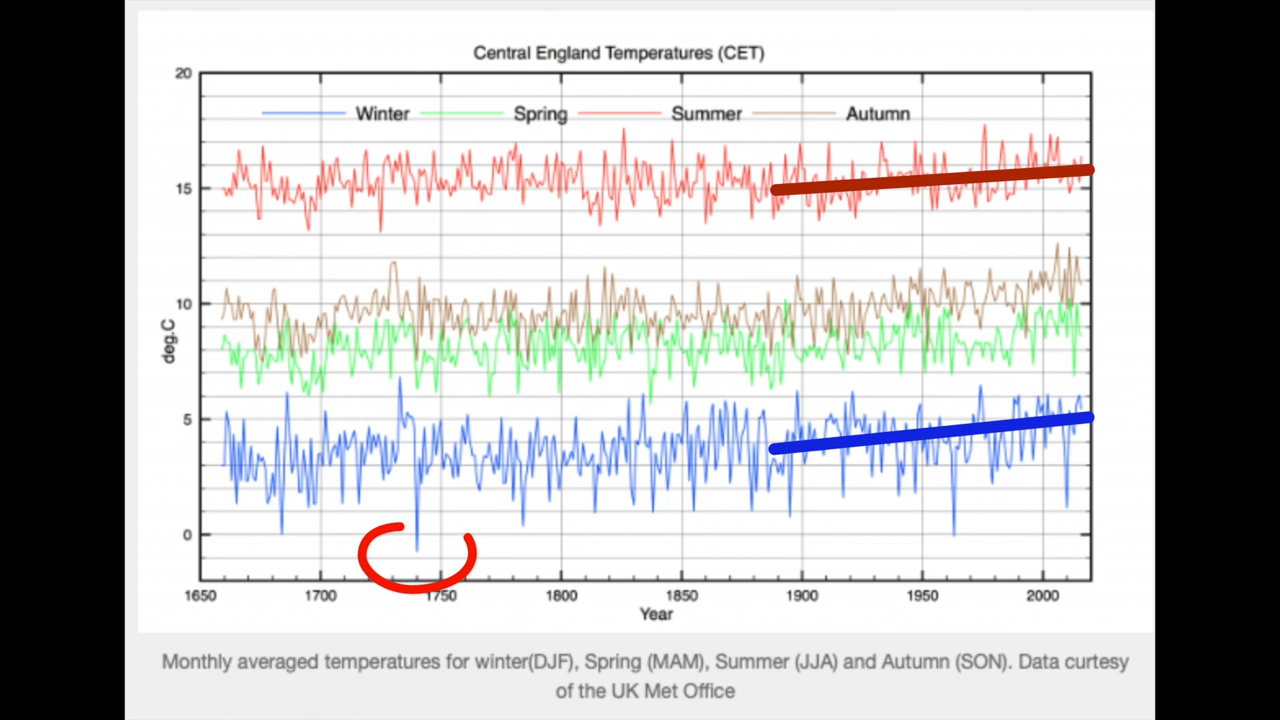 Central England Temperatures (CET)
20
Winter Spring Summer Autumn
15
10
deg.C
5
0
1650 1700 1750 1800 1850 1900 1950 2000
Year
Monthly averaged temperatures for winter(DJF), Spring (MAM), Summer (JJA) and Autumn (SON). Data curtesy
of the UK Met Office